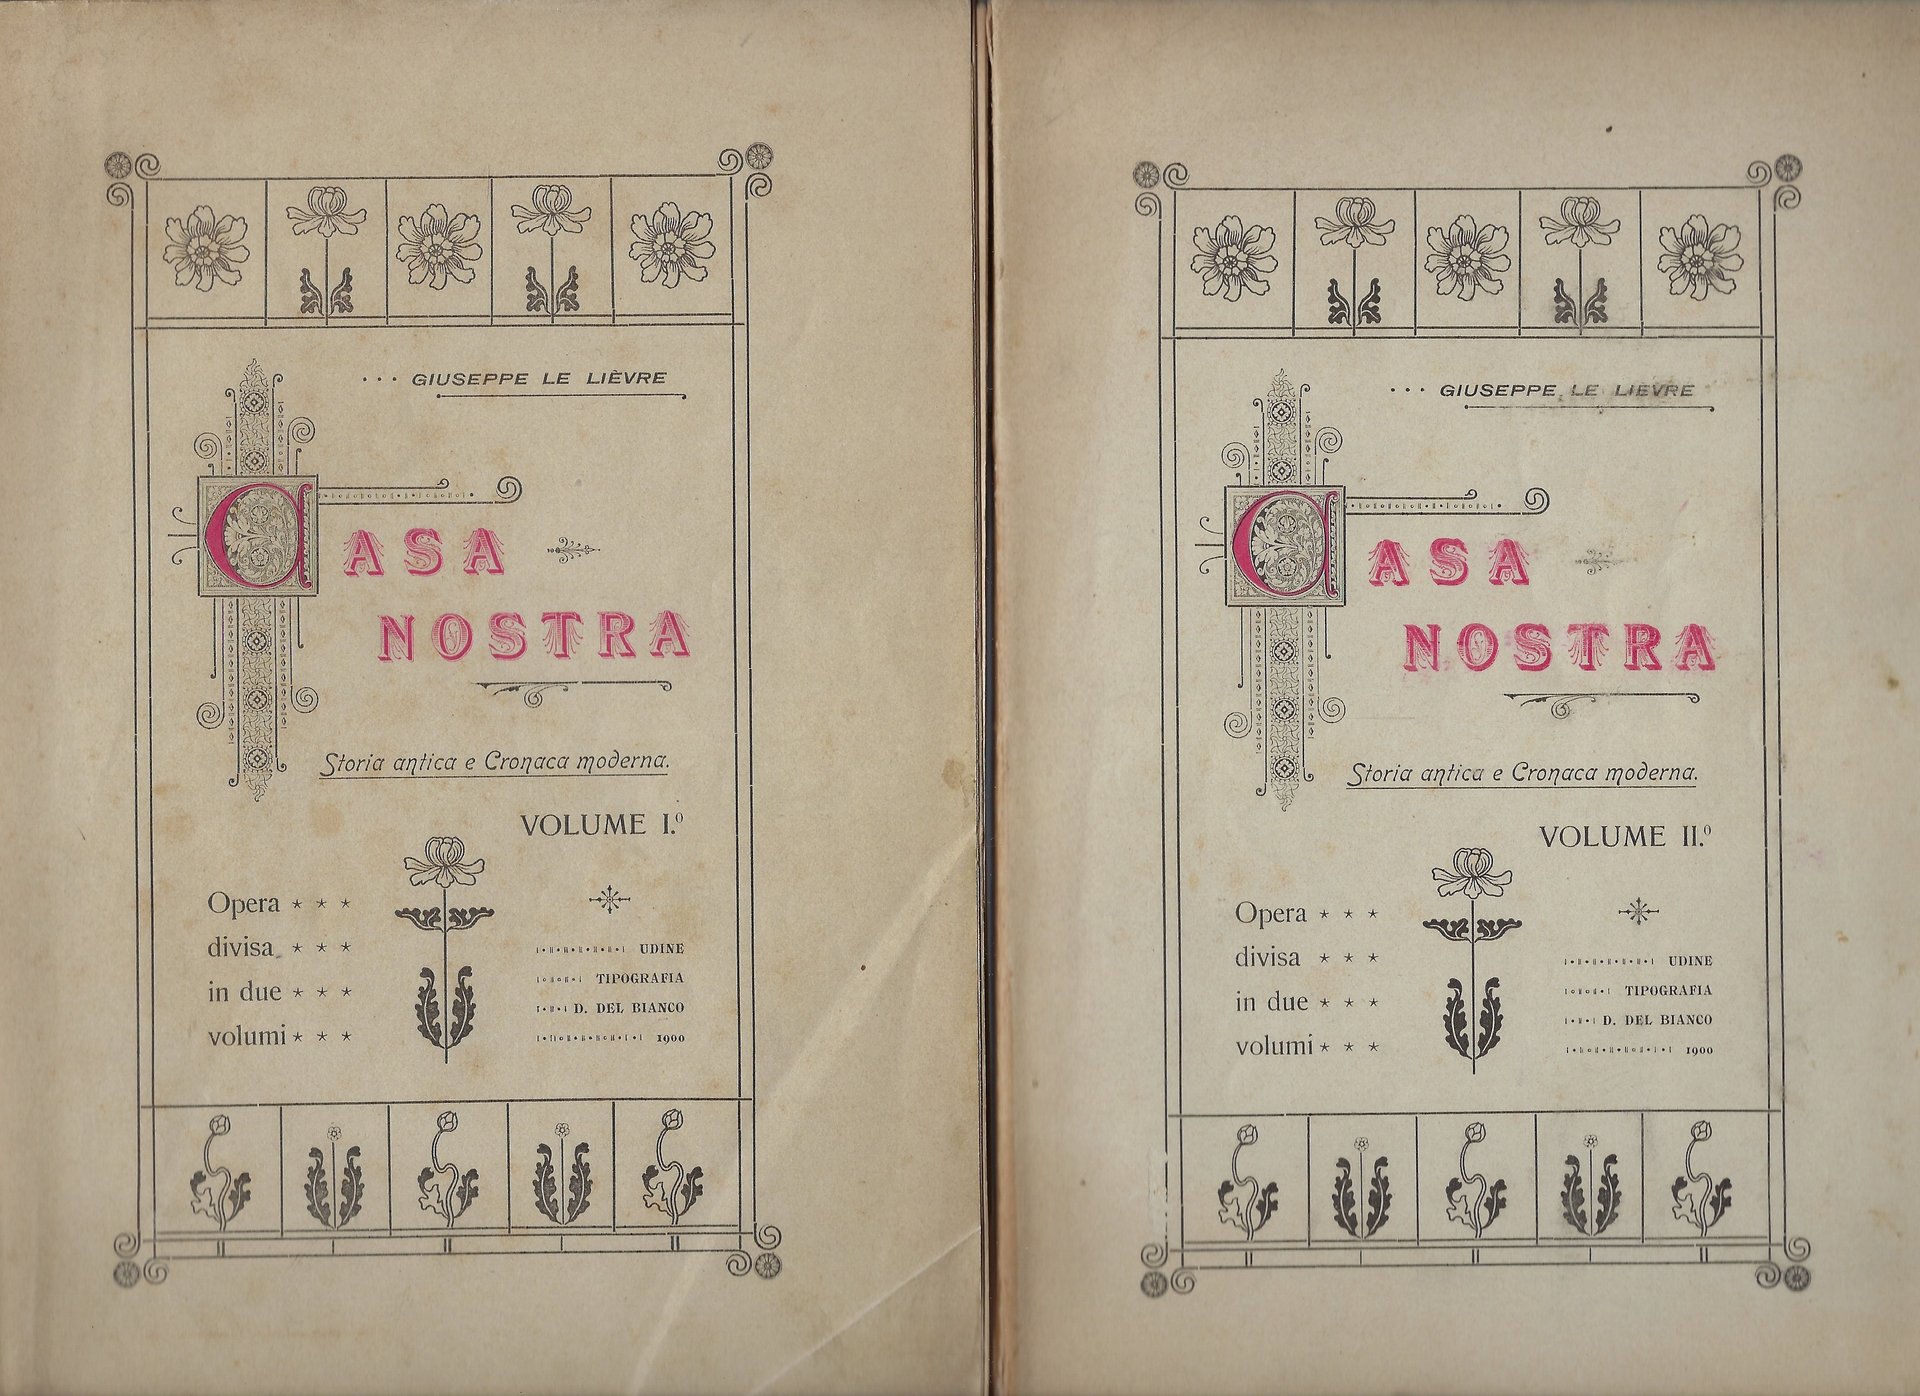 ... GIUSEPPE LE LIÈVRE
CASA
NOSTRA
Storia antica e Cronaca moderna.
VOLUME I.º
Opera * * *
divisa * * *
in due * * *
volumi * * *
UDINE
TIPOGRAFIA
D. DEL BIANCO
1900
... GIUSEPPE LE LIÈVRE
CASA
NOSTRA
Storia antica e Cronaca moderna.
VOLUME II.º
Opera * * *
divisa * * *
in due * * *
volumi * * *
UDINE
TIPOGRAFIA
D. DEL BIANCO
1900